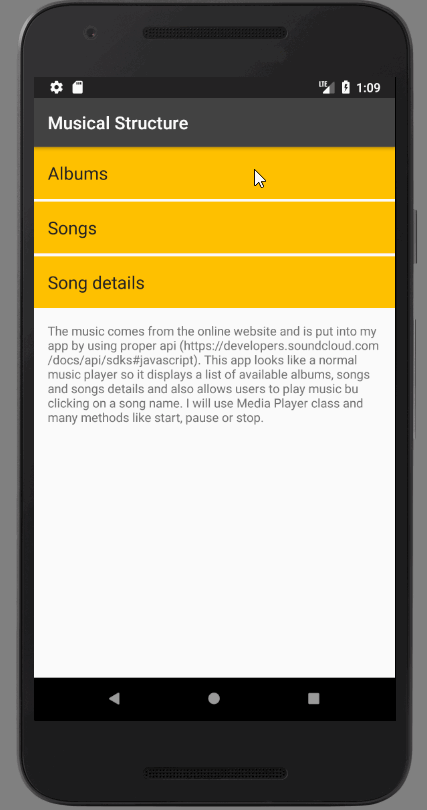 LTE 1:09
Musical Structure
Albums
Songs
Song details
The music comes from the online website and is put into my
app by using proper api (https://developers.soundcloud.com
/docs/api/sdks#javascript). This app looks like a normal
music player so it displays a list of available albums, songs
and songs details and also allows users to play music bu
clicking on a song name. I will use Media Player class and
many methods like start, pause or stop.